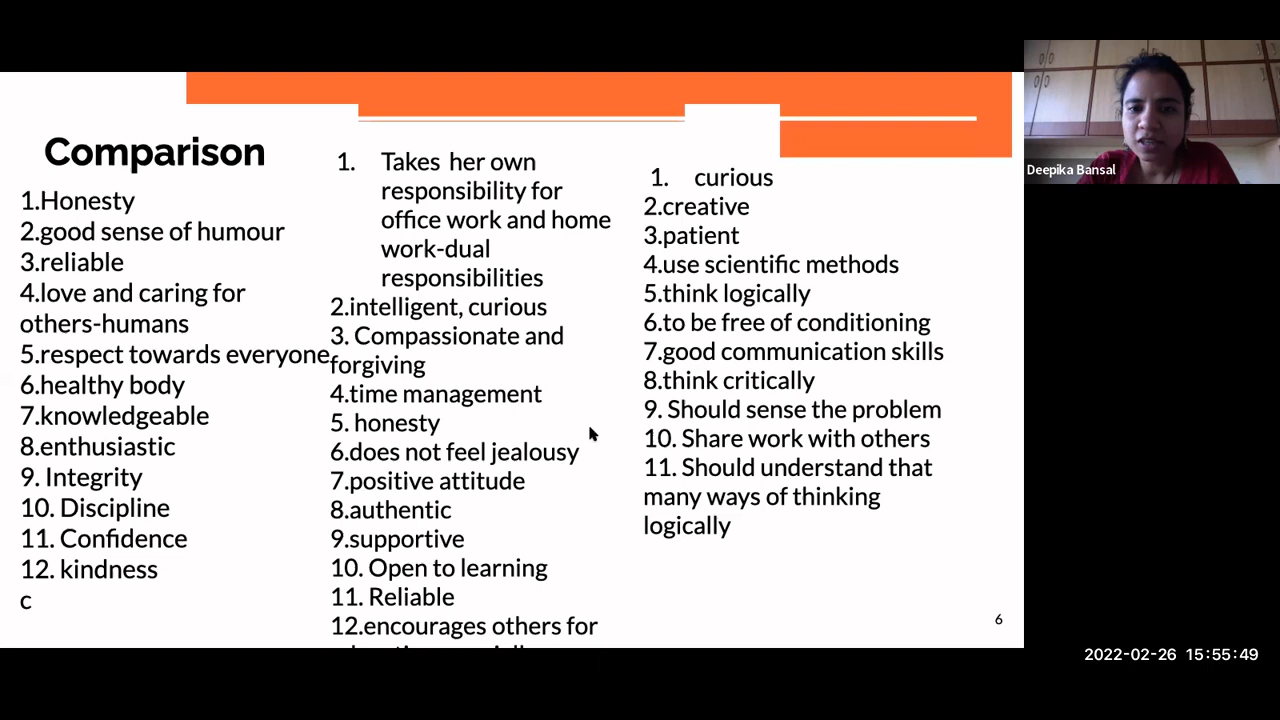 Comparison
1.Honesty
2.good sense of humour
3.reliable
4.love and caring for
others-humans
5.respect towards everyone
6.healthy body
7.knowledgeable
8.enthusiastic
9. Integrity
10. Discipline
11. Confidence
12. kindness
c
1. Takes her own
responsibility for
office work and home
work-dual
responsibilities
2.intelligent, curious
3. Compassionate and
forgiving
4.time management
5. honesty
6.does not feel jealousy
7.positive attitude
8.authentic
9.supportive
10. Open to learning
11. Reliable
12.encourages others for
1. curious
2.creative
3.patient
4.use scientific methods
5.think logically
6.to be free of conditioning
7.good communication skills
8.think critically
9. Should sense the problem
10. Share work with others
11. Should understand that
many ways of thinking
logically
6
Deepika Bansal
2022-02-26 15:55:49